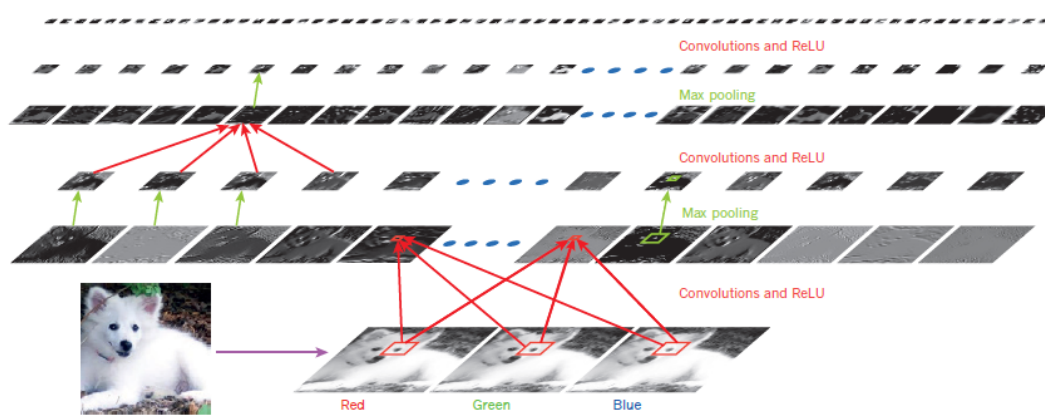 Convolutions and ReLU
Max pooling
Convolutions and ReLU
Max pooling
Convolutions and ReLU
Red Green Blue